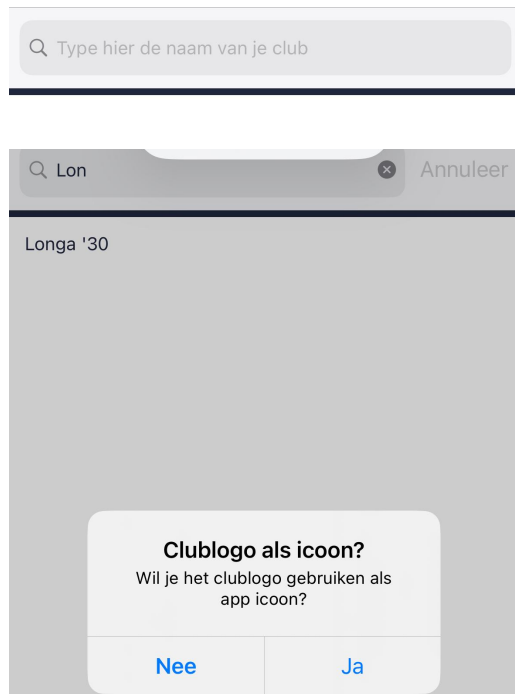 Type hier de naam van je club
Lon
Annuleer
Longa '30
Clublogo als icoon?
Wil je het clublogo gebruiken als
app icoon?
Nee
Ja